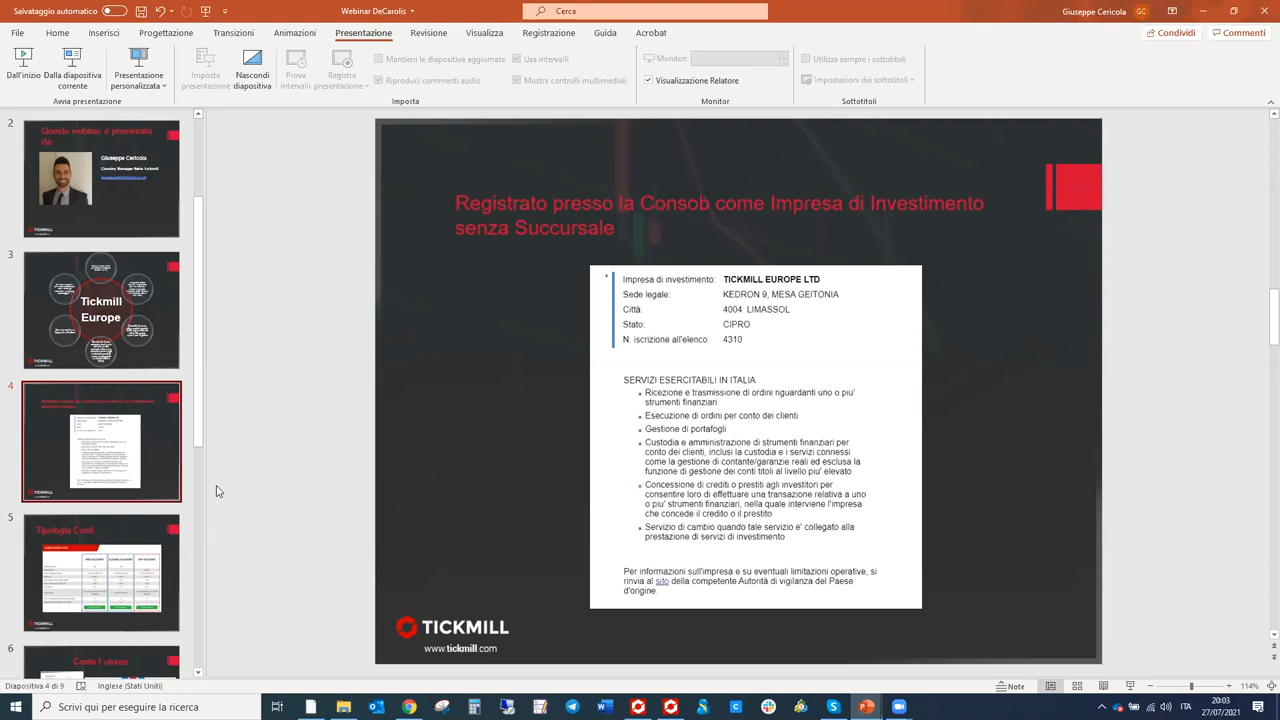 Salvataggio automatico
Webinar DeCarolis
Cerca
Giuseppe Cericola
File Home Inserisci Progettazione Transizioni Animazioni Presentazione Revisione Visualizza Registrazione Guida Acrobat
Condividi Commenti
Dall'inizio
Dalla diapositiva corrente
Presentazione personalizzata
Imposta presentazione
Nascondi diapositiva
Prova intervalli
Registra presentazione
Mantieni le diapositive aggiornate
Riproduci commenti audio
Usa intervalli
Mostra controlli multimediali
Monitor:
Visualizzazione Relatore
Utilizza sempre i sottotitoli
Impostazioni dei sottotitoli
Avvia presentazione
Imposta
Monitor
Sottotitoli
2
Questo webinar è presentato
da:
Giuseppe Cericola
3
Tickmill
Europe
4
Tipologia Conti
6
Conto Futures
Registrato presso la Consob come Impresa di Investimento
senza Succursale
Impresa di investimento: TICKMILL EUROPE LTD
Sede legale: KEDRON 9, MESA GEITONIA
Città: 4004 LIMASSOL
Stato: CIPRO
N. iscrizione all'elenco: 4310
SERVIZI ESERCITABILI IN ITALIA
Ricezione e trasmissione di ordini riguardanti uno o piu'
strumenti finanziari
Esecuzione di ordini per conto dei clienti
Gestione di portafogli
Custodia e amministrazione di strumenti finanziari per
conto dei clienti, inclusi la custodia e i servizi connessi
come la gestione di contante/garanzie reali ed esclusa la
funzione di gestione dei conti titoli al livello piu' elevato
Concessione di crediti o prestiti agli investitori per
consentire loro di effettuare una transazione relativa a uno
o piu' strumenti finanziari, nella quale interviene l'impresa
che concede il credito o il prestito
Servizio di cambio quando tale servizio e' collegato alla
prestazione di servizi di investimento
Per informazioni sull'impresa e su eventuali limitazioni operative, si
rinvia al sito della competente Autorità di vigilanza del Paese
d'origine.
TICKMILL
www.tickmill.com
Diapositiva 4 di 9
Inglese (Stati Uniti)
Note
114%
Scrivi qui per eseguire la ricerca
ITA
20:03
27/07/2021